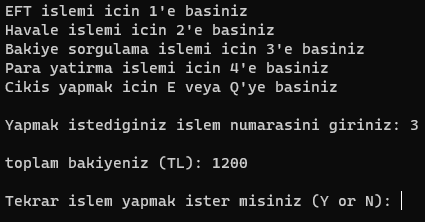 EFT islemi icin 1'e basiniz
Havale islemi icin 2'e basiniz
Bakiye sorgulama islemi icin 3'e basiniz
Para yatirma islemi icin 4'e basiniz
Cikis yapmak icin E veya Q'ye basiniz
Yapmak istediginiz islem numarasini giriniz: 3
toplam bakiyeniz (TL): 1200
Tekrar islem yapmak ister misiniz (Y or N):